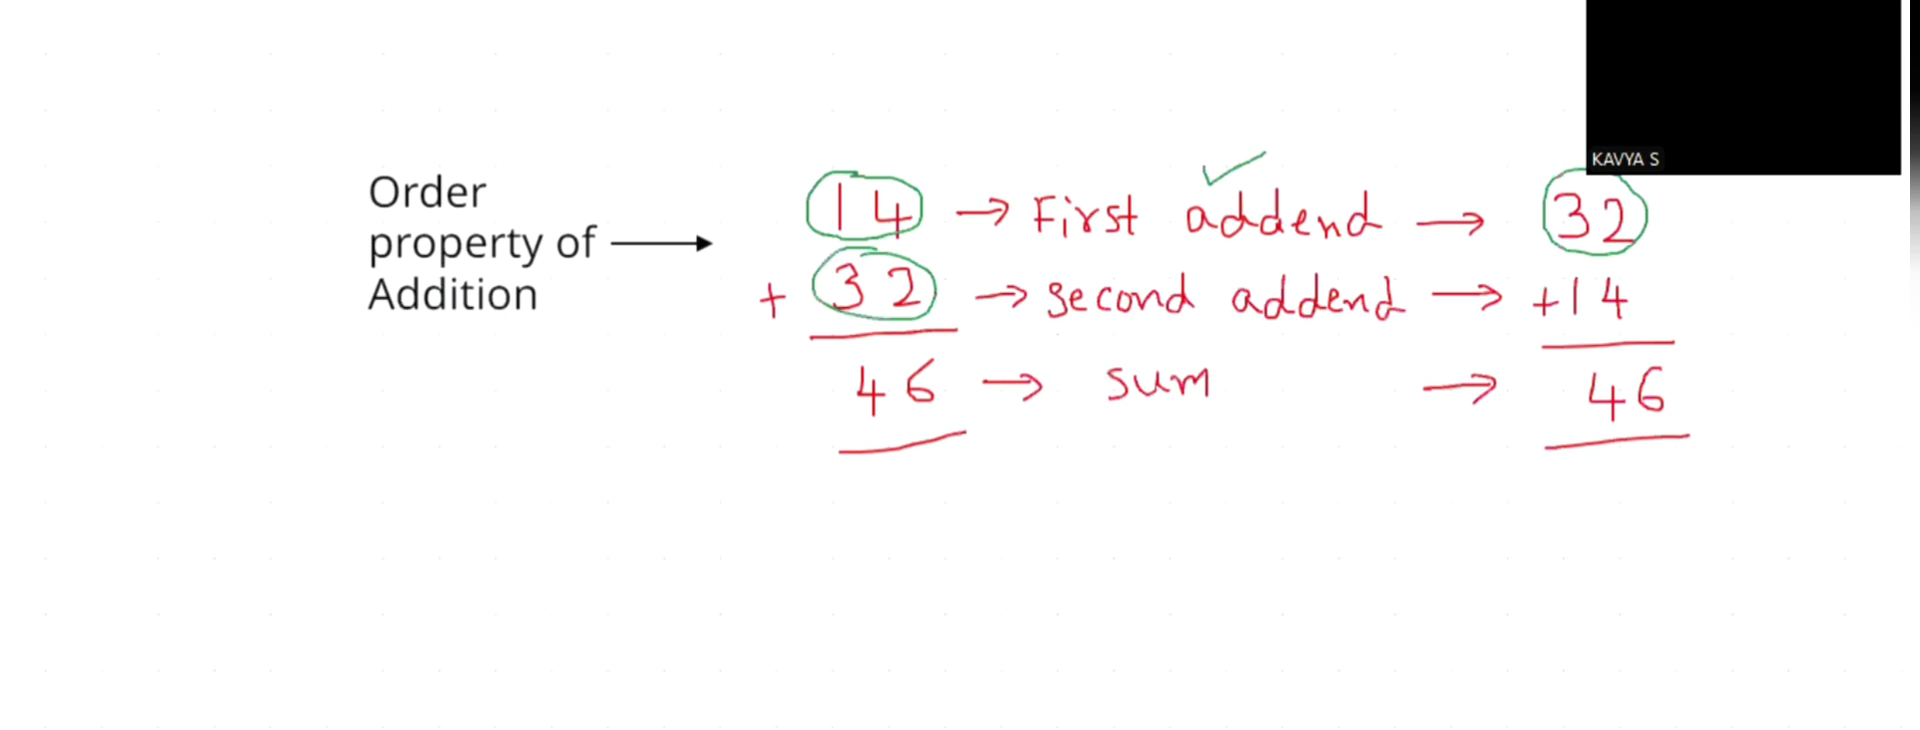 KAVYA S
Order
property of →
Addition
14 → First addend → 32
+ 32 → second addend → +14
46 → sum → 46